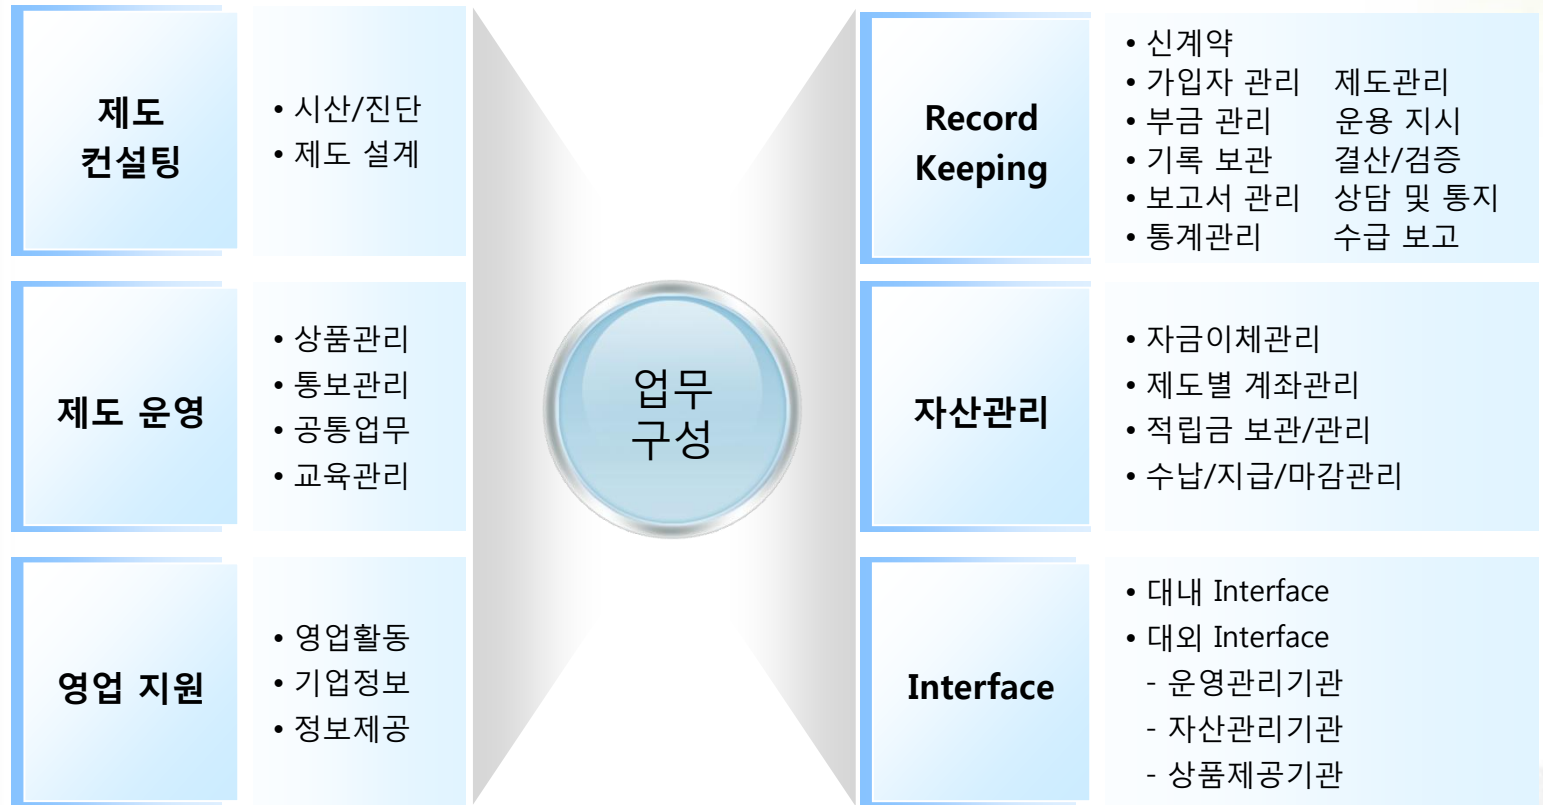 제도
컨설팅
• 시산/진단
• 제도 설계
제도 운영
• 상품관리
• 통보관리
• 공통업무
• 교육관리
영업 지원
• 영업활동
• 기업정보
• 정보제공
업무
구성
Record
Keeping
• 신계약
• 가입자 관리 제도관리
• 부금 관리 운용 지시
• 기록 보관 결산/검증
• 보고서 관리 상담 및 통지
• 통계관리 수급 보고
자산관리
• 자금이체관리
• 제도별 계좌관리
• 적립금 보관/관리
• 수납/지급/마감관리
Interface
• 대내 Interface
• 대외 Interface
- 운영관리기관
- 자산관리기관
- 상품제공기관